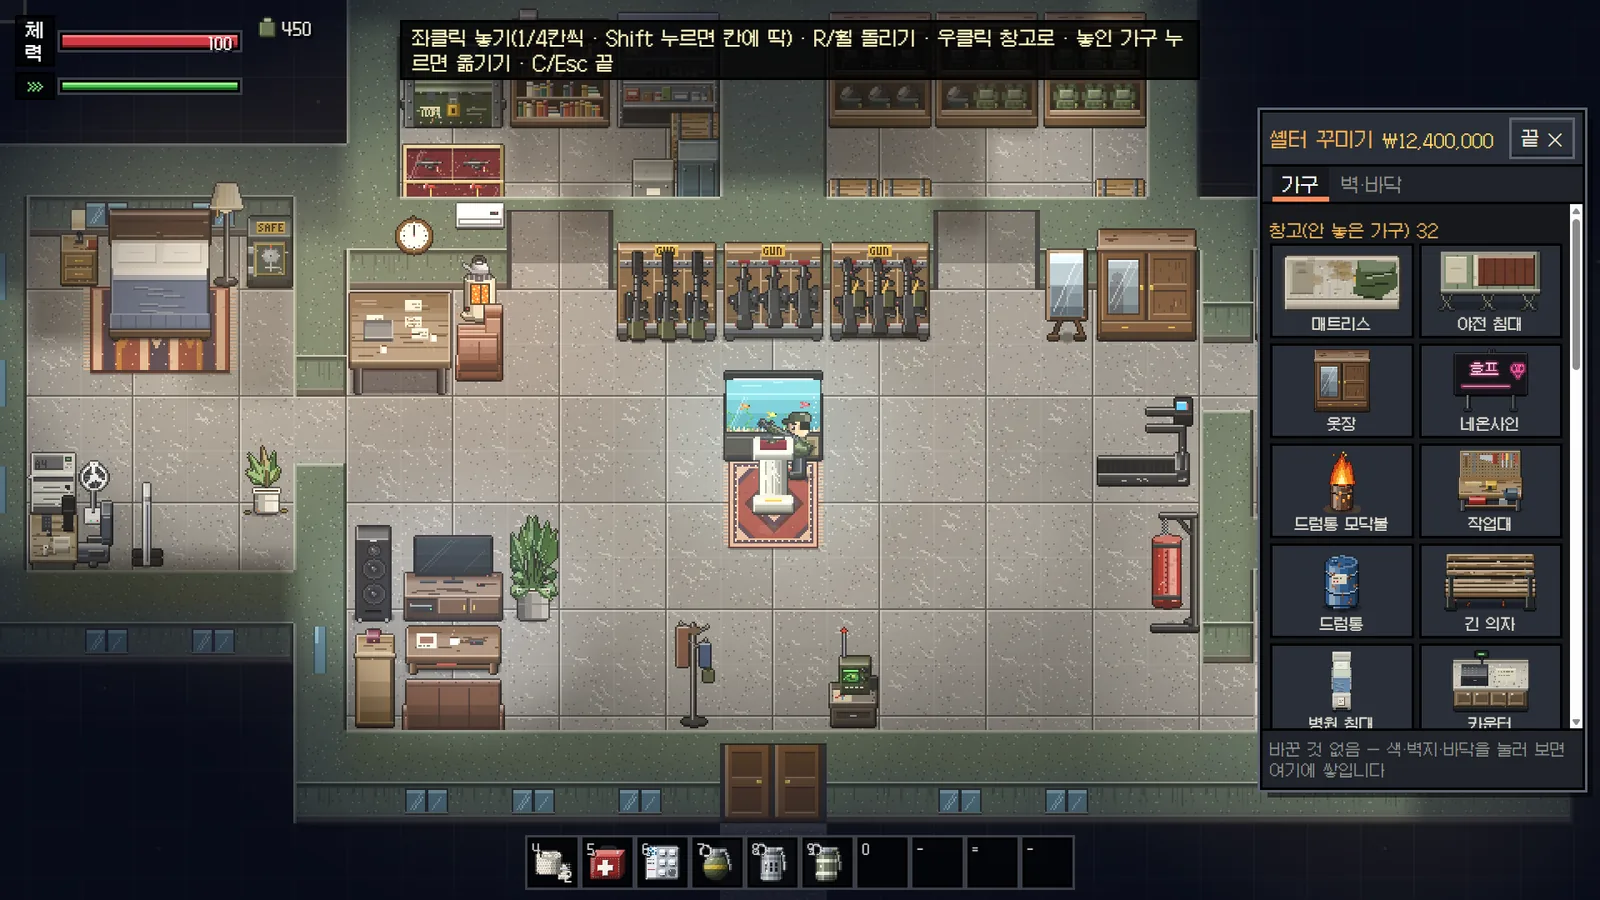 체력
100
450
좌클릭 놓기(1/4칸씩 · Shift 누르면 칸에 딱) · R/휠 돌리기 · 우클릭 창고로 · 놓인 가구 누
르면 옮기기 · C/Esc 끝
셸터 꾸미기 ₩12,400,000 끝 ×
가구 벽·바닥
창고(안 놓은 가구) 32
매트리스 야전 침대
옷장 네온사인
호프
드럼통 모닥불 작업대
드럼통 긴 의자
병원 침대 카운터
바꾼 것 없음 – 색·벽지·바닥을 눌러 보면
여기에 쌓입니다
SAFE
GUN GUN GUN
4 5 6 7 8 9 0 - = -